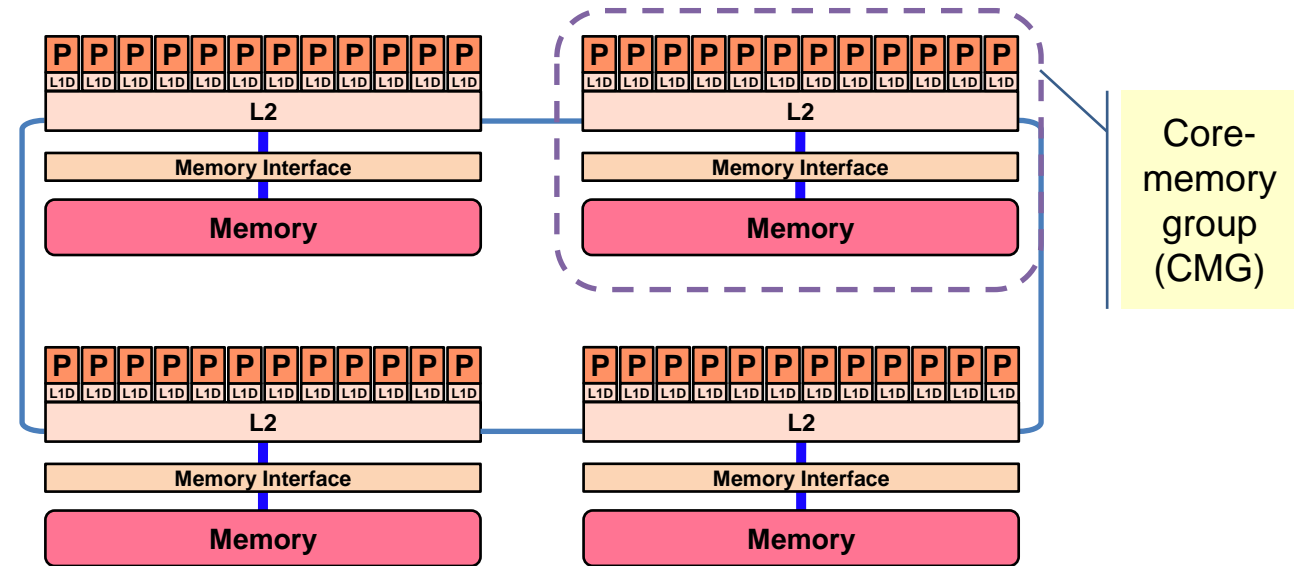 P P P P P P P P P P P P
L1D L1D L1D L1D L1D L1D L1D L1D L1D L1D L1D L1D
L2
Memory Interface
Memory
P P P P P P P P P P P P
L1D L1D L1D L1D L1D L1D L1D L1D L1D L1D L1D L1D
L2
Memory Interface
Memory
Core-
memory
group
(CMG)
P P P P P P P P P P P P
L1D L1D L1D L1D L1D L1D L1D L1D L1D L1D L1D L1D
L2
Memory Interface
Memory
P P P P P P P P P P P P
L1D L1D L1D L1D L1D L1D L1D L1D L1D L1D L1D L1D
L2
Memory Interface
Memory